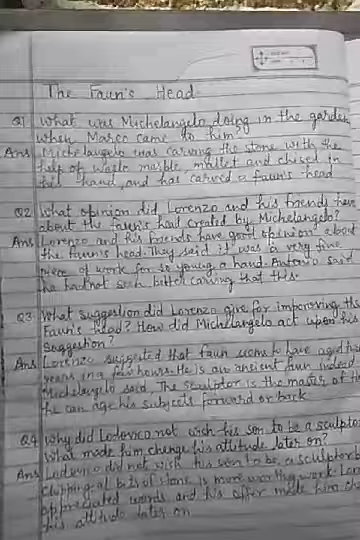 The Faun's Head
Q1 What was Michelangelo doing in the garden
when Marco came to him?
Ans Michelangelo was carving the stone with the
help of waste marble, mallet and chisel in
his hand, and has carved a faun's head
Q2 What opinion did Lorenzo and his friends have
about the faun's had created by Michelangelo?
Ans Lorenzo and his friends have good opinion about
the faun's head. They said it was a very fine
piece of work for so young a hand. Antonio said
he had not seen better carving that this.
Q3 What suggestion did Lorenzo give for improving the
Faun's head? How did Michelangelo act upon his
suggestion?
Ans Lorenzo suggested that faun seems to have aged
years in a few hours. He is an ancient faun indeed
Michelangelo said. The sculptor is the master of
he can age his subjects forward or back
Q4 Why did Lodovico not wish his son to be a sculptor
What made him change his attitude later on?
Ans did not wish his son to be a sculptor
bits of stone is more worthy work.
appreciated words and his offer made him
his attitude later on